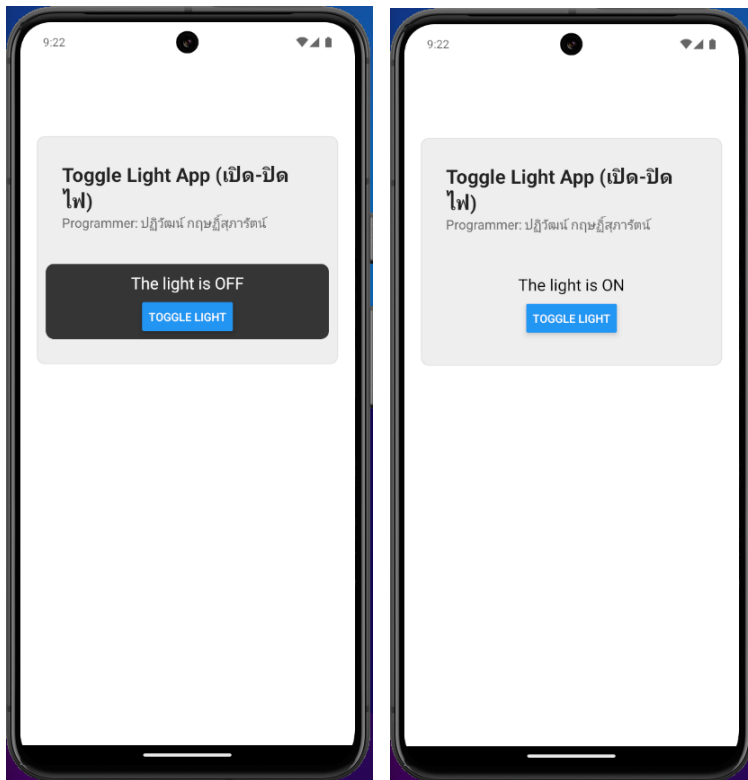 9:22
Toggle Light App (เปิด-ปิด
ไฟ)
Programmer: ปฏิวัฒน์ กฤษฏิ์สุภารัตน์
The light is OFF
TOGGLE LIGHT
9:22
Toggle Light App (เปิด-ปิด
ไฟ)
Programmer: ปฏิวัฒน์ กฤษฏิ์สุภารัตน์
The light is ON
TOGGLE LIGHT